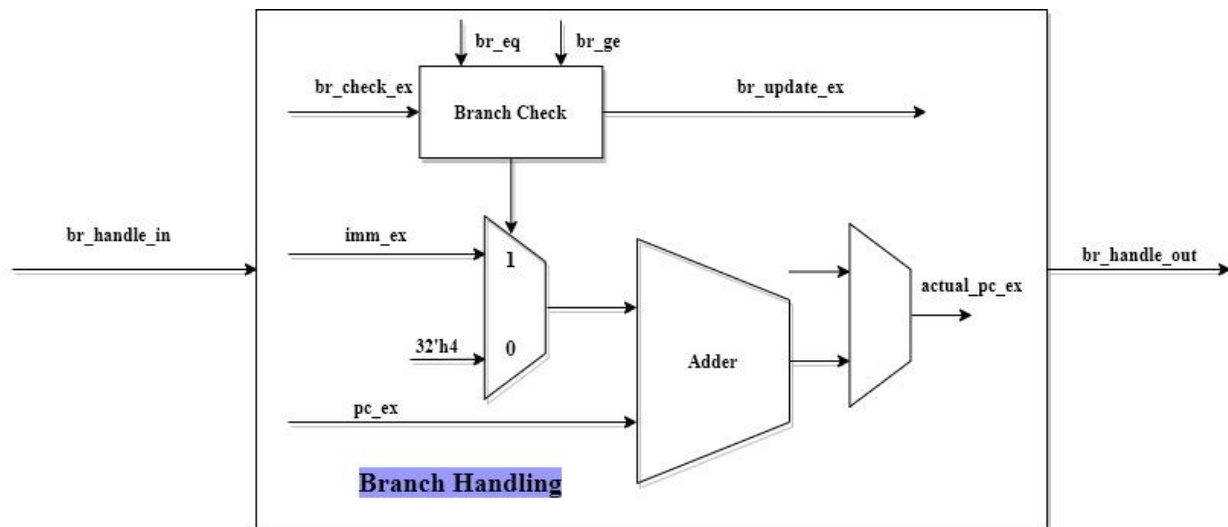 br_eq
br_ge
br_check_ex
br_update_ex
Branch Check
br_handle_in
imm_ex
1
br_handle_out
actual_pc_ex
32'h4
0
Adder
pc_ex
Branch Handling